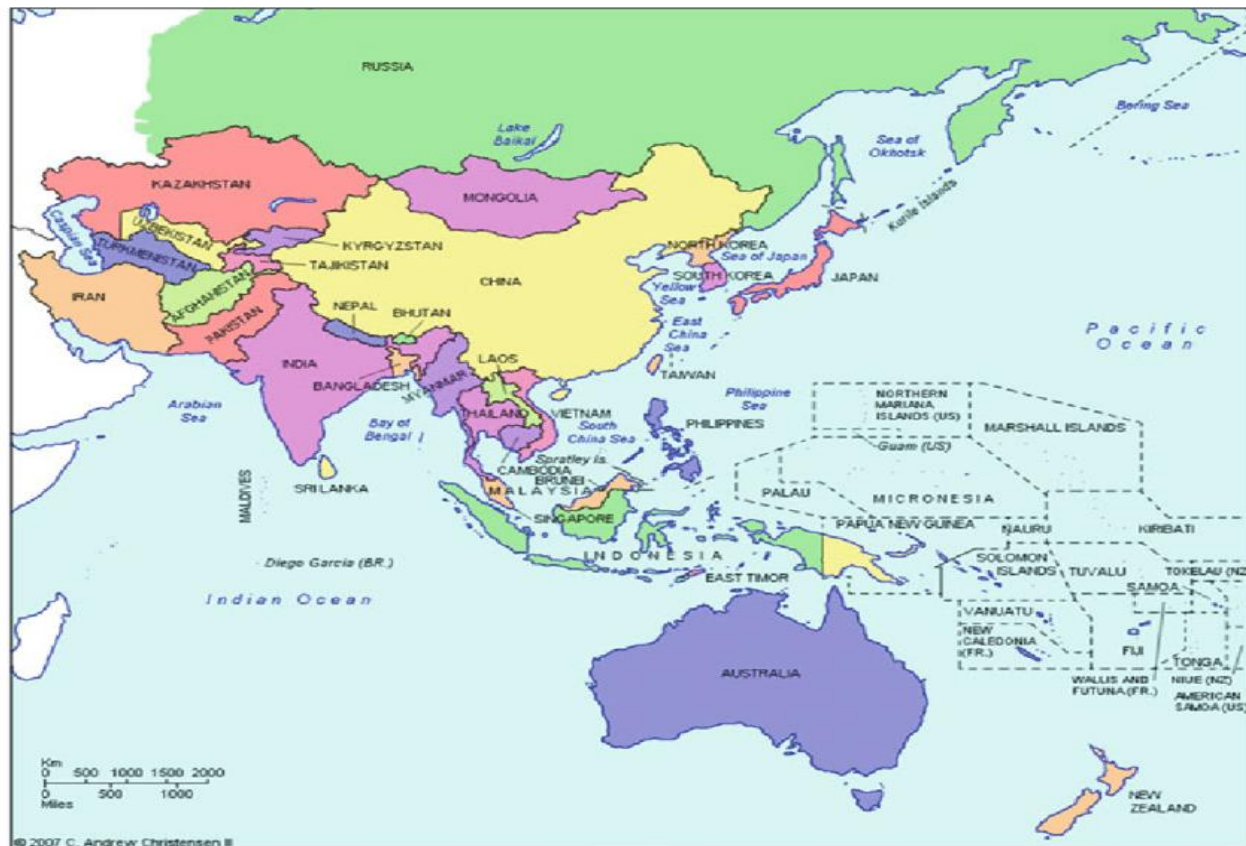 RUSSIA
Bering Sea
Lake
Baikal
Sea of
Okhotsk
KAZAKHSTAN
MONGOLIA
Kurile Islands
Caspian Sea
UZBEKISTAN
TURKMENISTAN
KYRGYZSTAN
NORTH KOREA
Sea of Japan
TAJIKISTAN
SOUTH KOREA
JAPAN
CHINA
IRAN
AFGHANISTAN
Yellow
Sea
PAKISTAN
NEPAL
BHUTAN
East
China
Sea
Pacific
Ocean
INDIA
LAOS
TAIWAN
BANGLADESH
MYANMAR
Philippine
Sea
NORTHERN
MARIANA
ISLANDS (US)
Arabian
Sea
Bay of
Bengal
THAILAND
VIETNAM
South
China Sea
PHILIPPINES
MARSHALL ISLANDS
Guam (US)
Spratley Is.
CAMBODIA
BRUNEI
SRI LANKA
MALDIVES
MALAYSIA
PALAU
MICRONESIA
SINGAPORE
PAPUA NEW GUINEA
NAURU
KIRIBATI
INDONESIA
Diego Garcia (BR.)
SOLOMON
ISLANDS
TUVALU
TOKELAU (NZ
EAST TIMOR
SAMOA
Indian Ocean
VANUATU
NEW
CALEDONIA
(FR.)
FIJI
TONGA
AUSTRALIA
WALLIS AND
FUTUNA (FR.)
NIUE (NZ)
AMERICAN
SAMOA (US)
Km
0 500 1000 1500 2000
0 500 1000
Miles
NEW
ZEALAND
© 2007 C. Andrew Christensen II